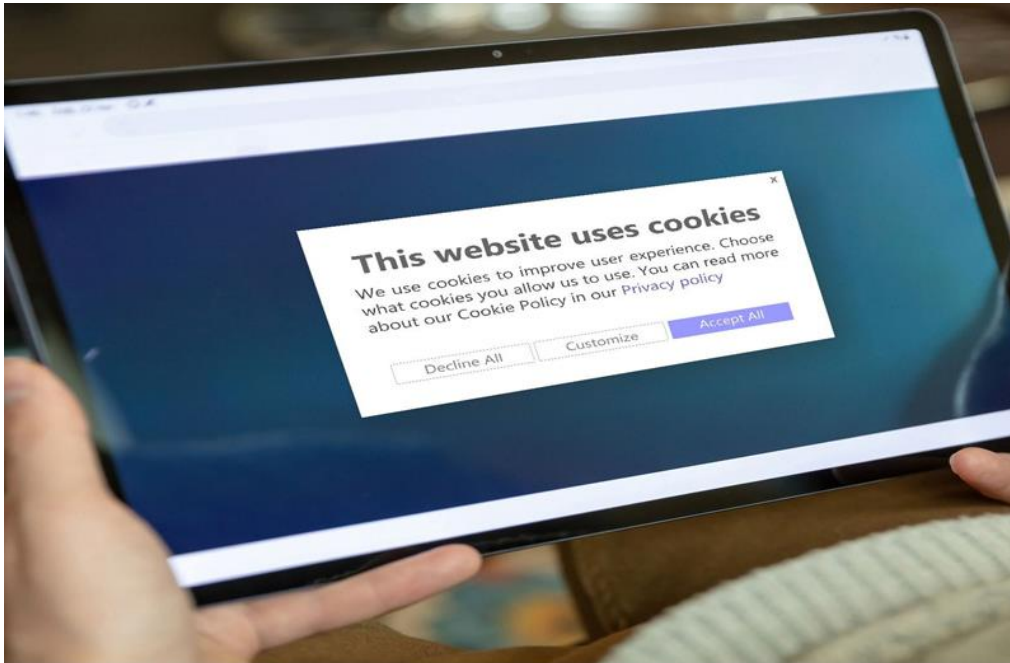 x
This website uses cookies
We use cookies to improve user experience. Choose
what cookies you allow us to use. You can read more
about our Cookie Policy in our Privacy policy
Decline All Customize Accept All